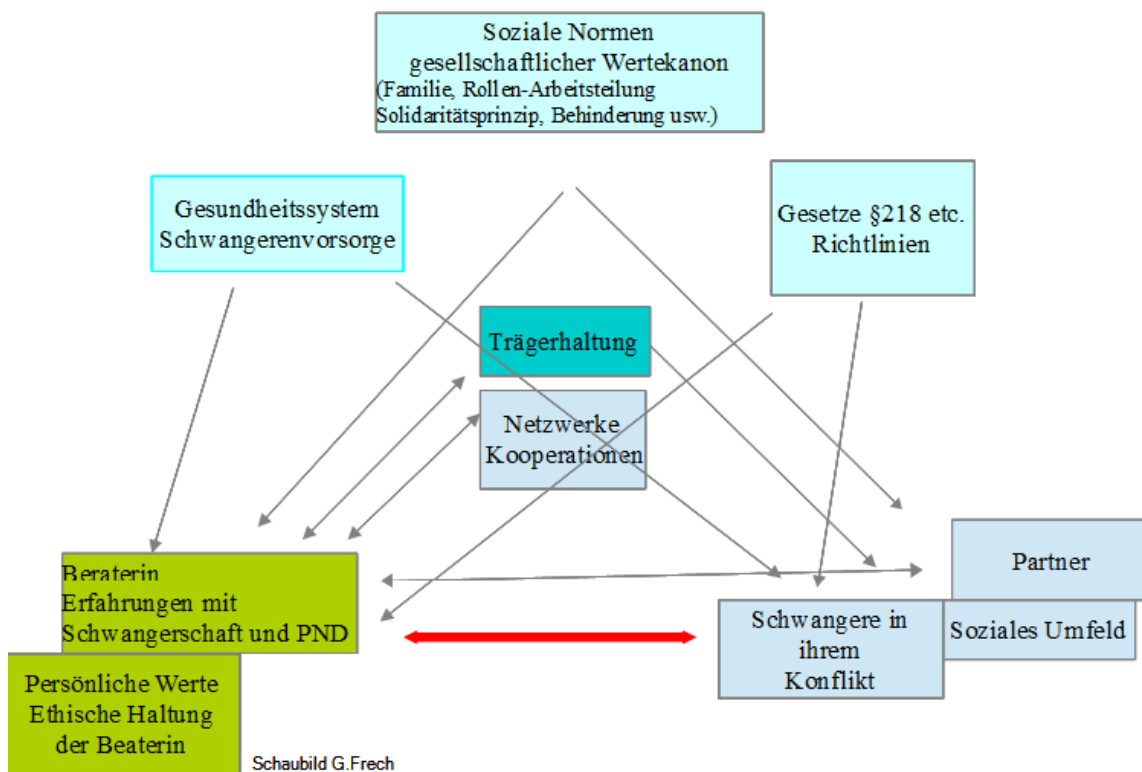 Soziale Normen
gesellschaftlicher Wertekanon
(Familie, Rollen-Arbeitsteilung
Solidaritätsprinzip, Behinderung usw.)
Gesundheitssystem
Schwangerenvorsorge
Gesetze §218 etc.
Richtlinien
Trägerhaltung
Netzwerke
Kooperationen
Beraterin
Erfahrungen mit
Schwangerschaft und PND
Persönliche Werte
Ethische Haltung
der Beaterin
Partner
Schwangere in
ihrem
Konflikt
Soziales Umfeld
Schaubild G.Frech